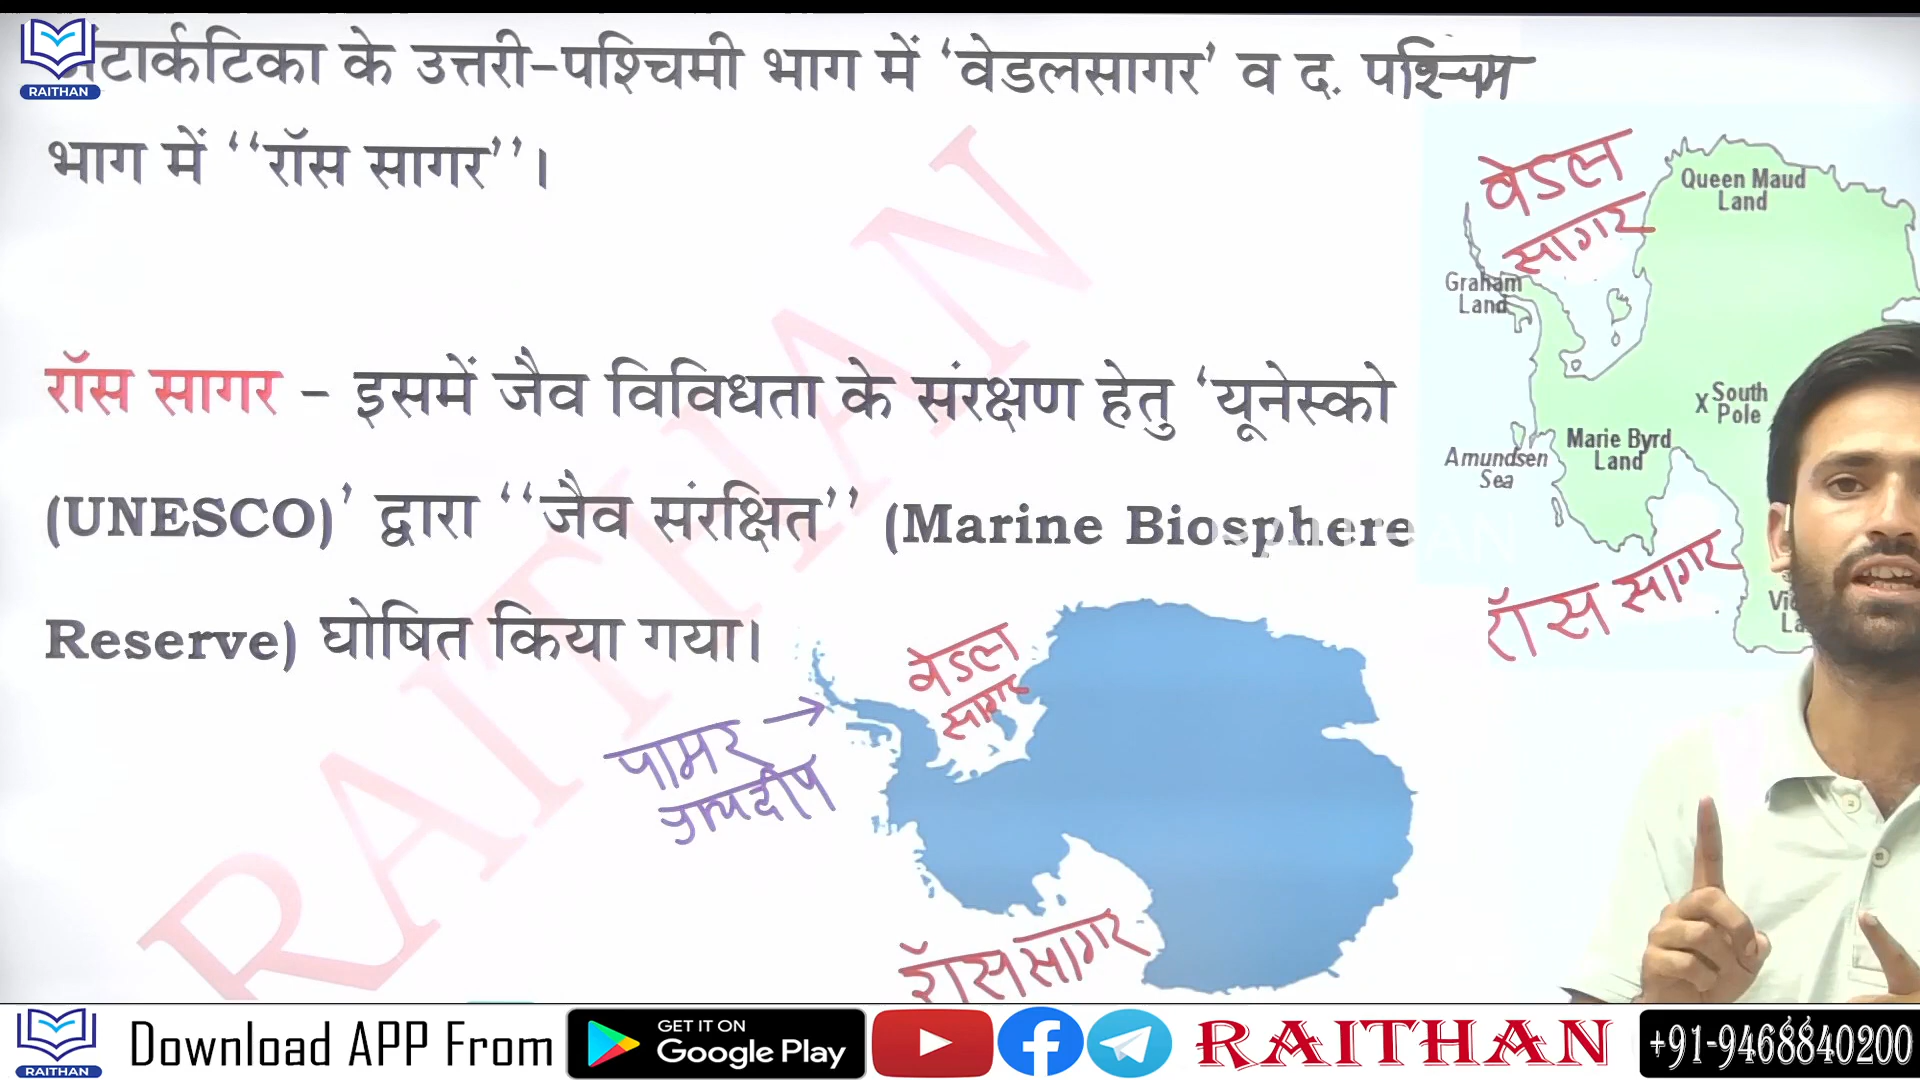 अंटार्कटिका के उत्तरी-पश्चिमी भाग में ‘वेडलसागर’ व द. पश्चिम
भाग में ‘‘रॉस सागर’’।
रॉस सागर - इसमें जैव विविधता के संरक्षण हेतु ‘यूनेस्को
(UNESCO)’ द्वारा ‘‘जैव संरक्षित’’ (Marine Biosphere
Reserve) घोषित किया गया।
RAITHAN
वेडल
सागर
Queen Maud
Land
Graham
Land
X South
Pole
Marie Byrd
Land
Amundsen
Sea
रॉस सागर
वेडल
सागर
पामर →
रॉस सागर
RAITHAN
RAITHAN
Download APP From
GET IT ON
Google Play
RAITHAN
+91-9468840200